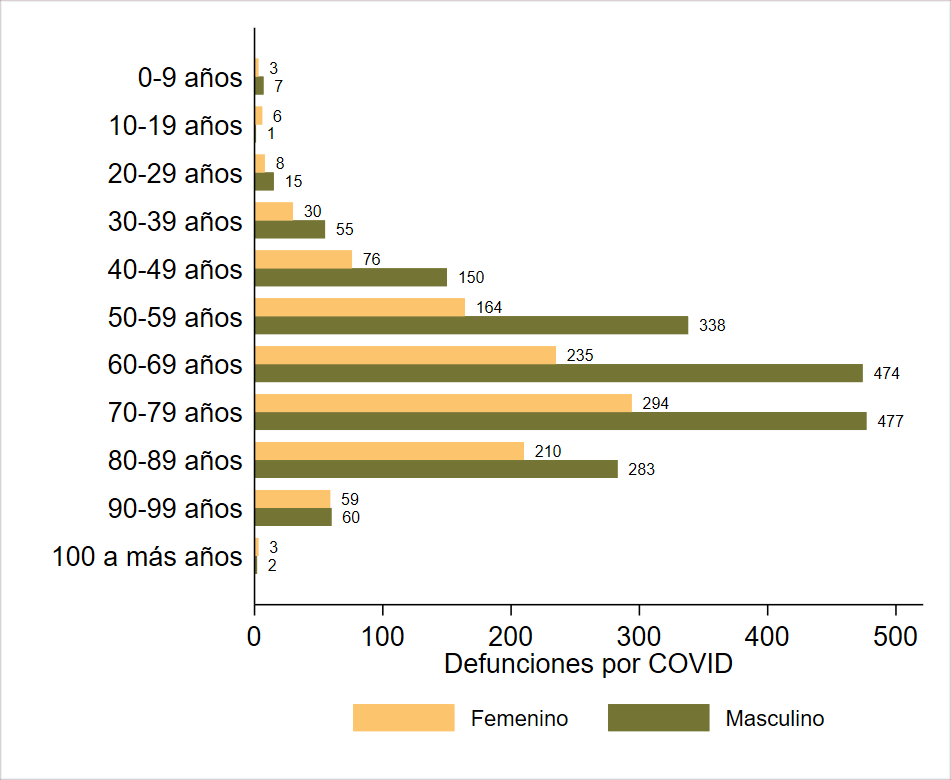 3
0-9 años
7
6
10-19 años
1
8
20-29 años
15
30
30-39 años
55
76
40-49 años
150
164
50-59 años
338
235
60-69 años
474
294
70-79 años
477
210
80-89 años
283
59
90-99 años
60
3
100 a más años
2
0 100 200 300 400 500
Defunciones por COVID
Femenino Masculino